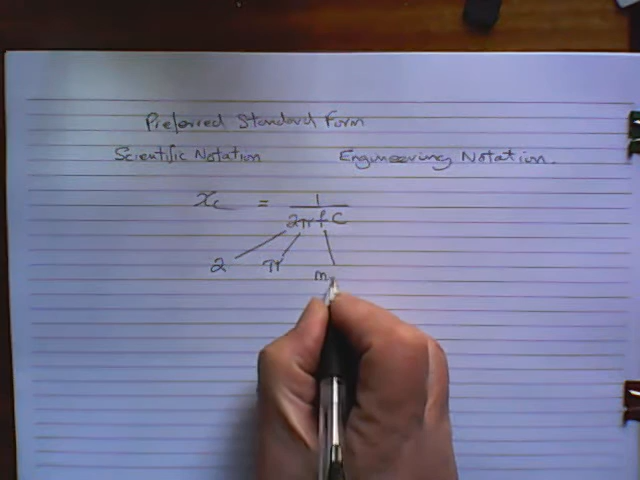 Preferred Standard Form
Scientific Notation Engineering Notation.
Xc = 1
2πfC
2 π m